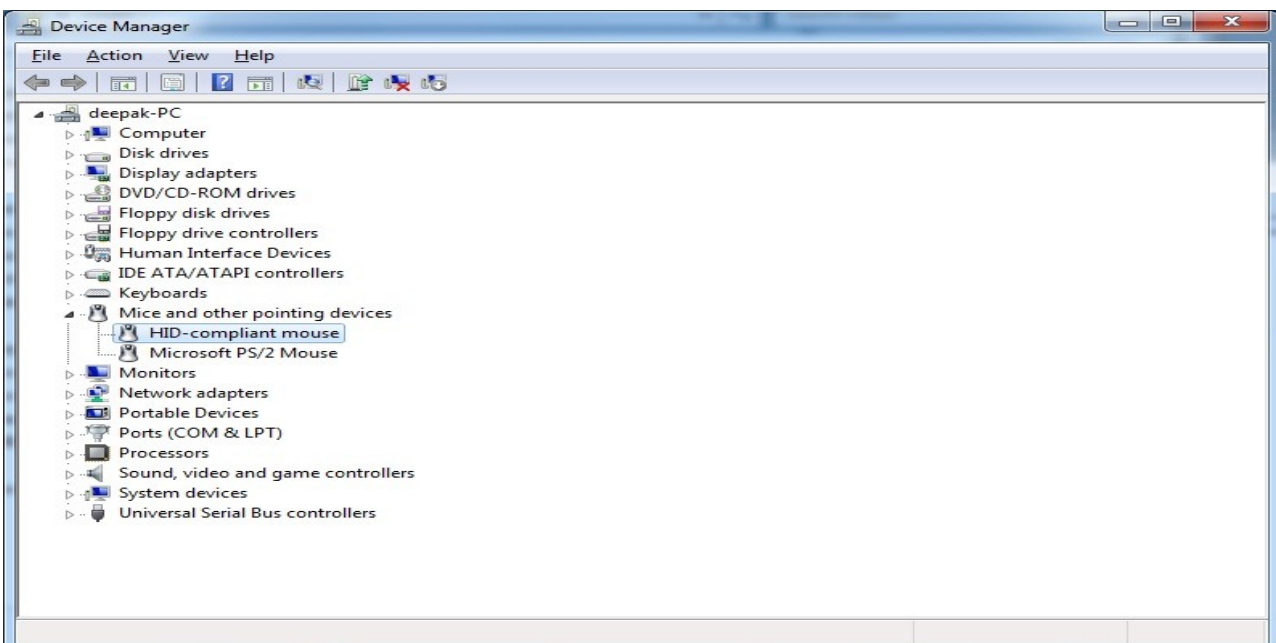 Device Manager
File Action View Help
deepak-PC
Computer
Disk drives
Display adapters
DVD/CD-ROM drives
Floppy disk drives
Floppy drive controllers
Human Interface Devices
IDE ATA/ATAPI controllers
Keyboards
Mice and other pointing devices
HID-compliant mouse
Microsoft PS/2 Mouse
Monitors
Network adapters
Portable Devices
Ports (COM & LPT)
Processors
Sound, video and game controllers
System devices
Universal Serial Bus controllers